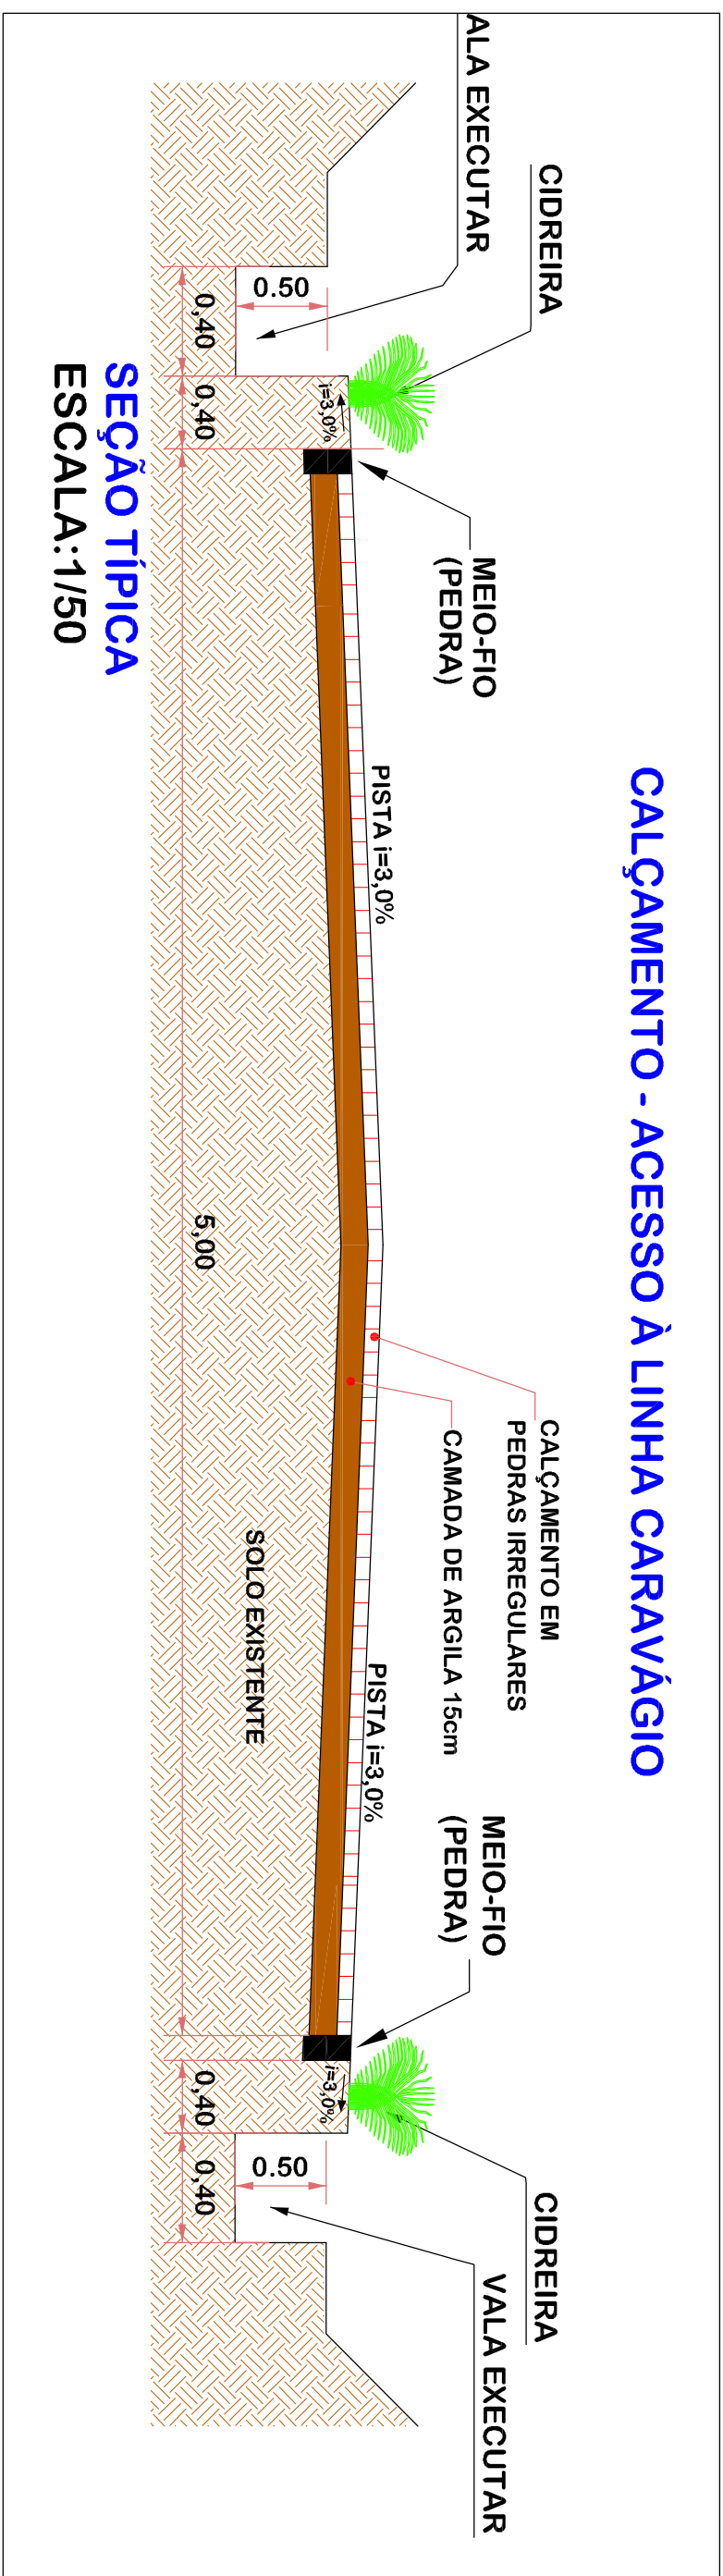 CALÇAMENTO - ACESSO À LINHA CARAVÁGIO
ALA EXECUTAR
CIDREIRA
MEIO-FIO
(PEDRA)
PISTA i=3,0%
CALÇAMENTO EM
PEDRAS IRREGULARES
CAMADA DE ARGILA 15cm
PISTA i=3,0%
MEIO-FIO
(PEDRA)
CIDREIRA
VALA EXECUTAR
i=3,0%
i=3,0%
0.50
0.50
SOLO EXISTENTE
0,40
0,40
5,00
0,40
0,40
SEÇÃO TÍPICA
ESCALA:1/50